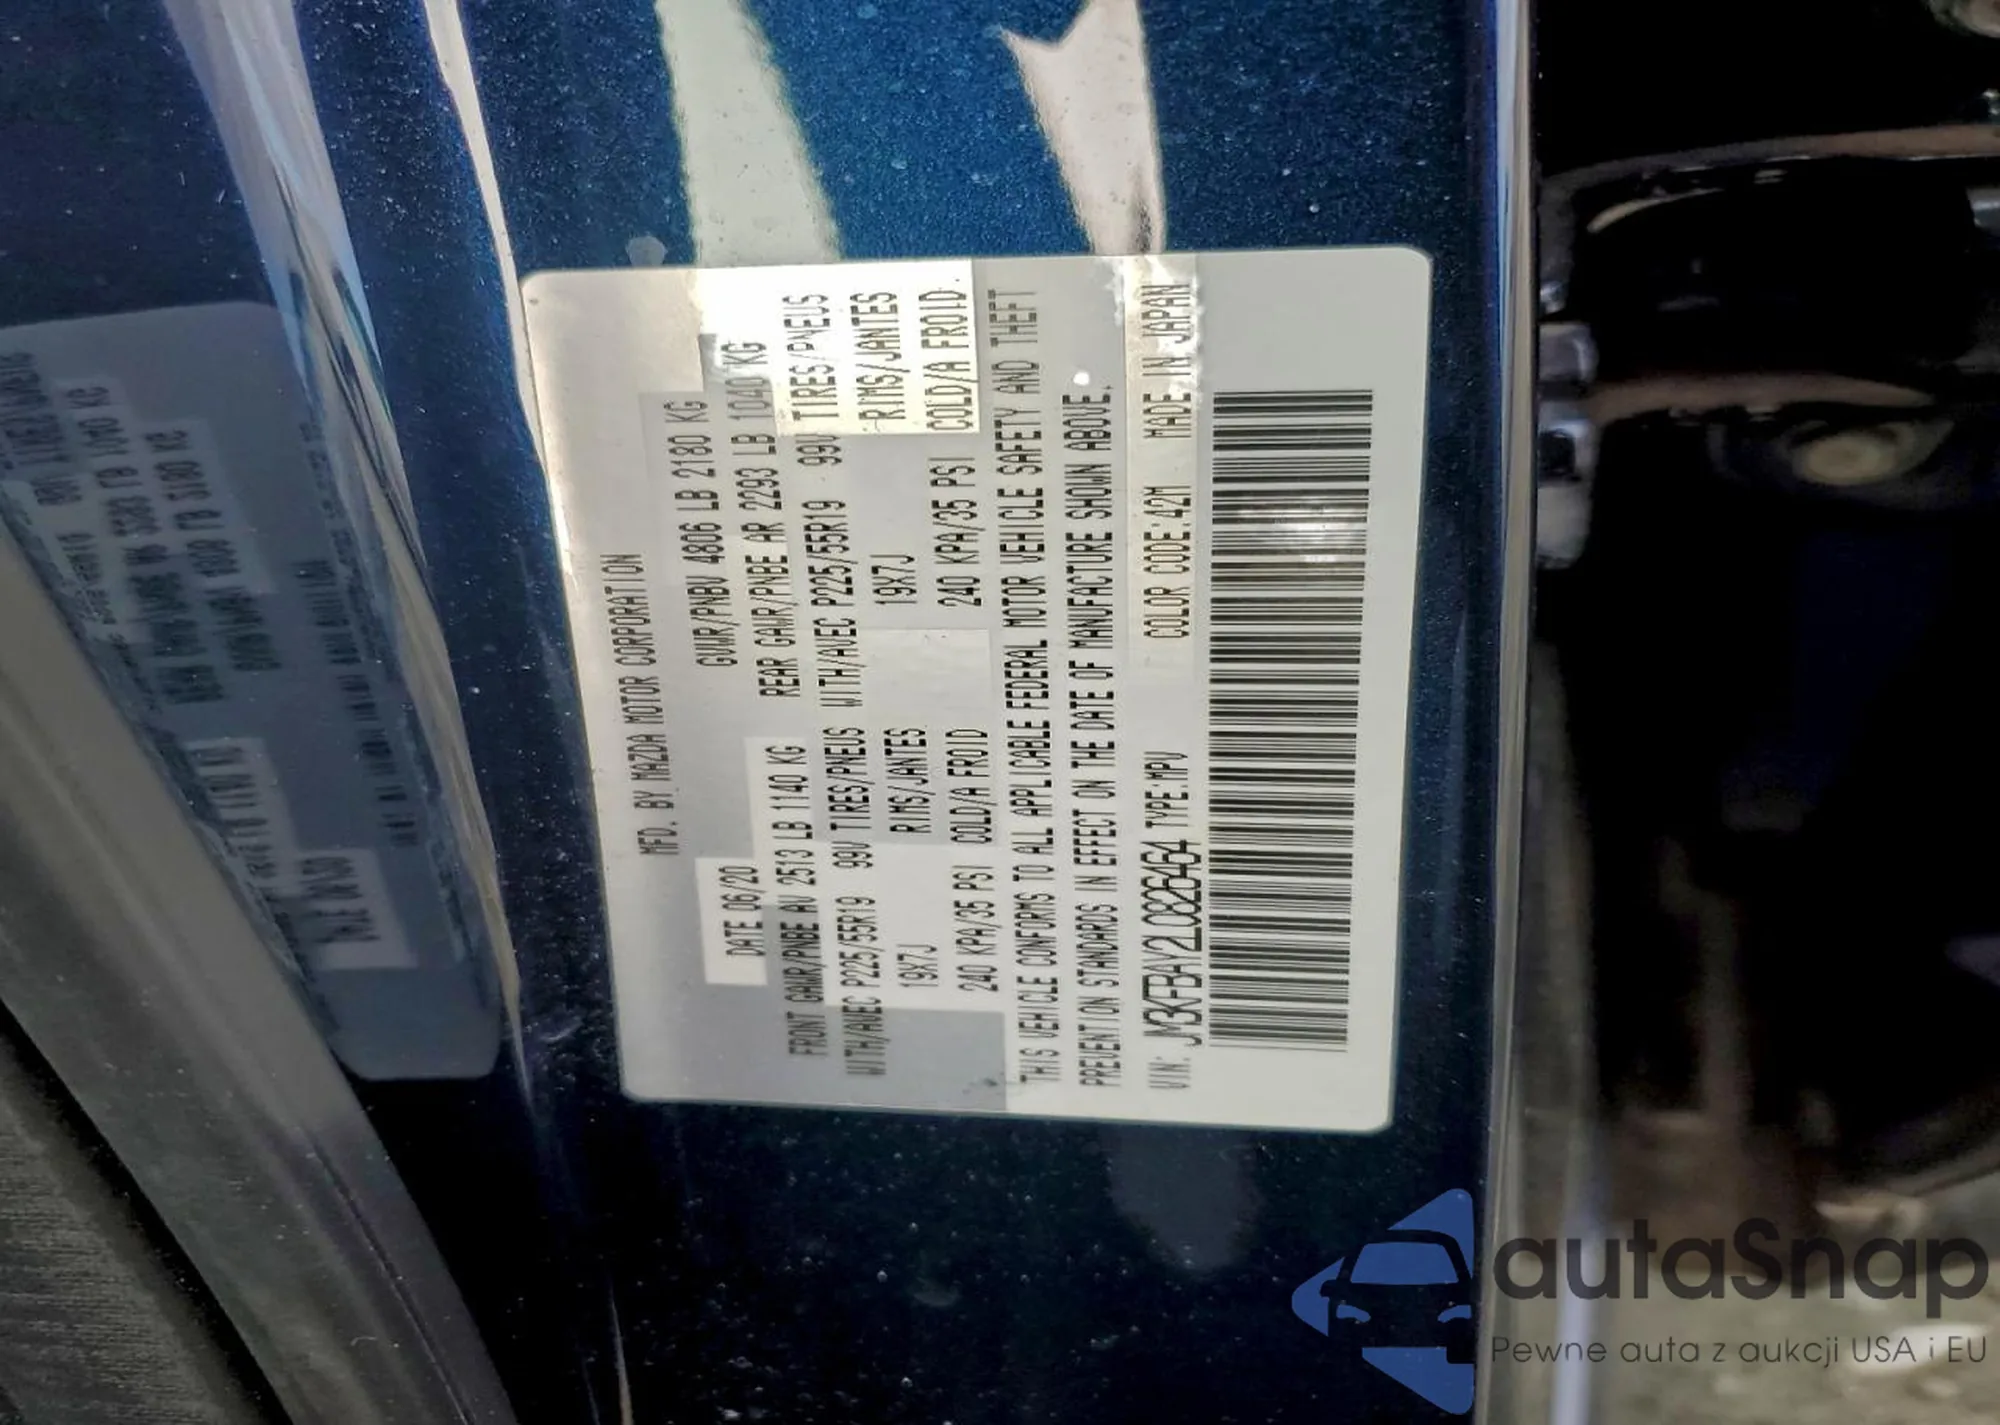 MFD. BY MAZDA MOTOR CORPORATION
DATE 06/20 GVWR/PNBV 4806 LB 2180 KG
FRONT GAWR/PNBE AV 2513 LB 1140 KG REAR GAWR/PNBE AR 2293 LB 1040 KG
WITH/AVEC P225/55R19 99V TIRES/PNEUS WITH/AVEC P225/55R19 99V TIRES/PNEUS
19X7J RIMS/JANTES 19X7J RIMS/JANTES
240 KPA/35 PSI COLD/A FROID 240 KPA/35 PSI COLD/A FROID.
THIS VEHICLE CONFORMS TO ALL APPLICABLE FEDERAL MOTOR VEHICLE SAFETY AND THEFT
PREVENTION STANDARDS IN EFFECT ON THE DATE OF MANUFACTURE SHOWN ABOVE.
VIN: JM3KFBAY2L0826464 TYPE:MPV COLOR CODE:42M MADE IN JAPAN
autaSnap
Pewne auta z aukcji USA i EU